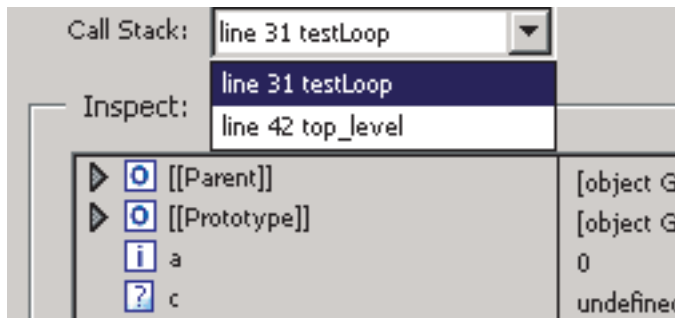 Call Stack: line 31 testLoop
line 31 testLoop
line 42 top_level
Inspect:
O [[Parent]] [object G
O [[Prototype]] [object G
i a 0
? c undefined